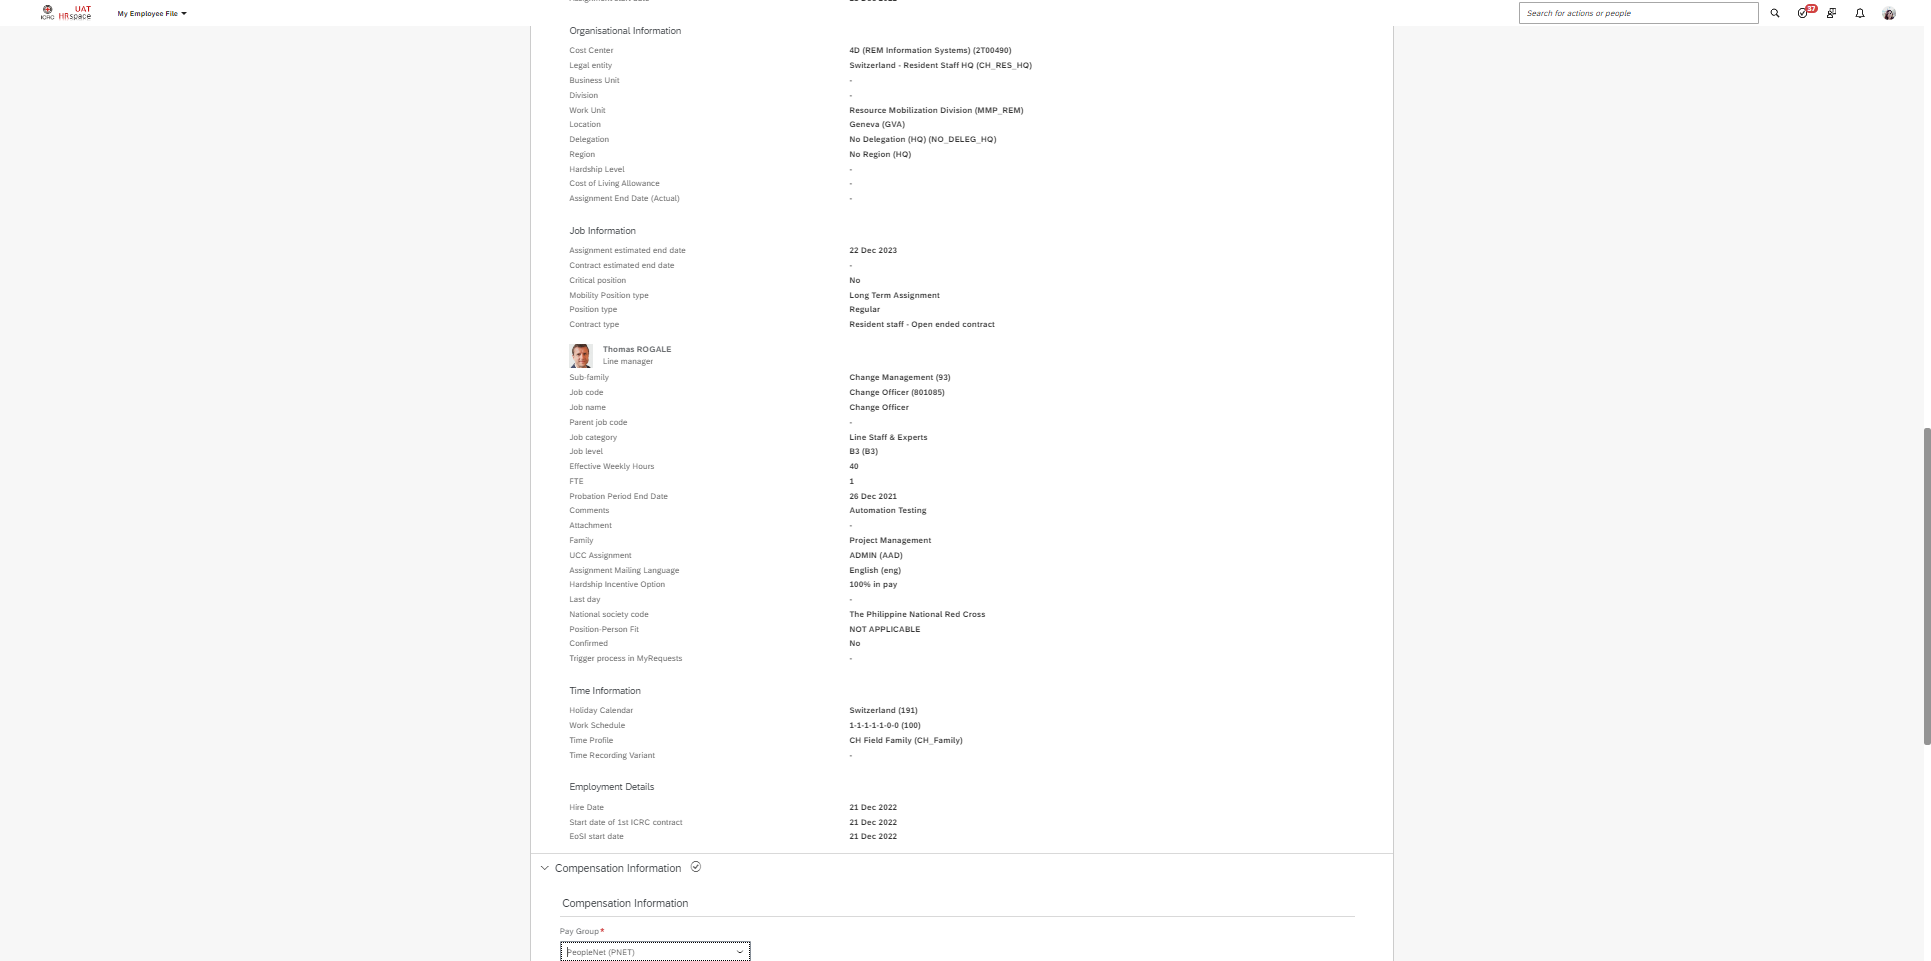 ICRC
UAT
HRspace
My Employee File
Search for actions or people
37
Organisational Information
Cost Center 4D (REM Information Systems) (2T00490)
Legal entity Switzerland - Resident Staff HQ (CH_RES_HQ)
Business Unit -
Division -
Work Unit Resource Mobilization Division (MMP_REM)
Location Geneva (GVA)
Delegation No Delegation (HQ) (NO_DELEG_HQ)
Region No Region (HQ)
Hardship Level -
Cost of Living Allowance -
Assignment End Date (Actual) -
Job Information
Assignment estimated end date 22 Dec 2023
Contract estimated end date -
Critical position No
Mobility Position type Long Term Assignment
Position type Regular
Contract type Resident staff - Open ended contract
Thomas ROGALE
Line manager
Sub-family Change Management (93)
Job code Change Officer (801085)
Job name Change Officer
Parent job code -
Job category Line Staff & Experts
Job level B3 (B3)
Effective Weekly Hours 40
FTE 1
Probation Period End Date 26 Dec 2021
Comments Automation Testing
Attachment -
Family Project Management
UCC Assignment ADMIN (AAD)
Assignment Mailing Language English (eng)
Hardship Incentive Option 100% in pay
Last day -
National society code The Philippine National Red Cross
Position-Person Fit NOT APPLICABLE
Confirmed No
Trigger process in MyRequests -
Time Information
Holiday Calendar Switzerland (191)
Work Schedule 1-1-1-1-1-0-0 (100)
Time Profile CH Field Family (CH_Family)
Time Recording Variant -
Employment Details
Hire Date 21 Dec 2022
Start date of 1st ICRC contract 21 Dec 2022
EoSI start date 21 Dec 2022
Compensation Information
Compensation Information
Pay Group*
PeopleNet (PNET)